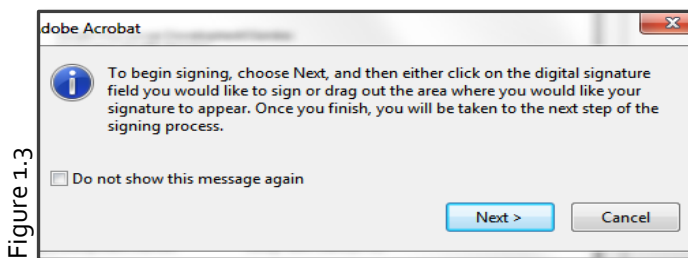 dobe Acrobat
To begin signing, choose Next, and then either click on the digital signature
field you would like to sign or drag out the area where you would like your
signature to appear. Once you finish, you will be taken to the next step of the
signing process.
Do not show this message again
Next >
Cancel
Figure 1.3